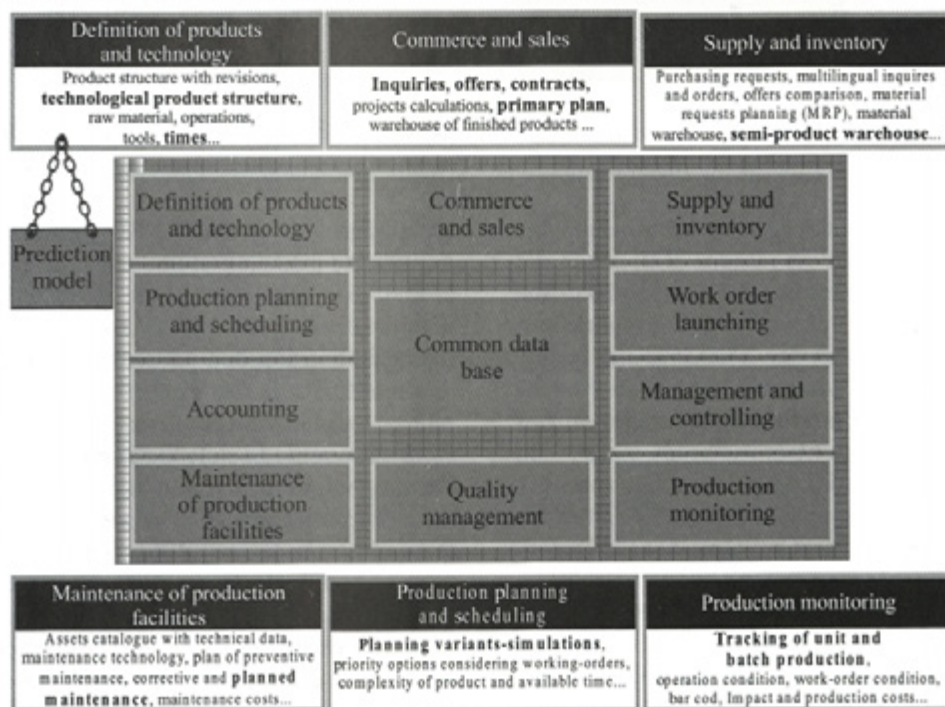 Definition of products
and technology
Product structure with revisions,
technological product structure,
raw material, operations,
tools, times...
Commerce and sales
Inquiries, offers, contracts,
projects calculations, primary plan,
warehouse of finished products ...
Supply and inventory
Purchasing requests, multilingual inquires
and orders, offers comparison, material
requests planning (MRP), material
warehouse, semi-product warehouse...
Prediction
model
Definition of products
and technology
Commerce
and sales
Supply and
inventory
Production planning
and scheduling
Common data
base
Work order
launching
Accounting
Management and
controlling
Maintenance
of production
facilities
Quality
management
Production
monitoring
Maintenance of production
facilities
Assets catalogue with technical data,
maintenance technology, plan of preventive
maintenance, corrective and planned
maintenance, maintenance costs...
Production planning
and scheduling
Planning variants-simulations,
priority options considering working-orders,
complexity of product and available time...
Production monitoring
Tracking of unit and
batch production,
operation condition, work-order condition,
bar cod, Impact and production costs...